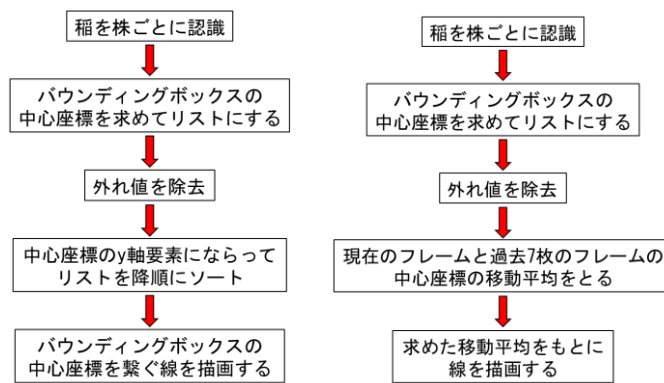 稲を株ごとに認識
バウンディングボックスの
中心座標を求めてリストにする
外れ値を除去
中心座標のy軸要素にならって
リストを降順にソート
バウンディングボックスの
中心座標を繋ぐ線を描画する
稲を株ごとに認識
バウンディングボックスの
中心座標を求めてリストにする
外れ値を除去
現在のフレームと過去7枚のフレームの
中心座標の移動平均をとる
求めた移動平均をもとに
線を描画する